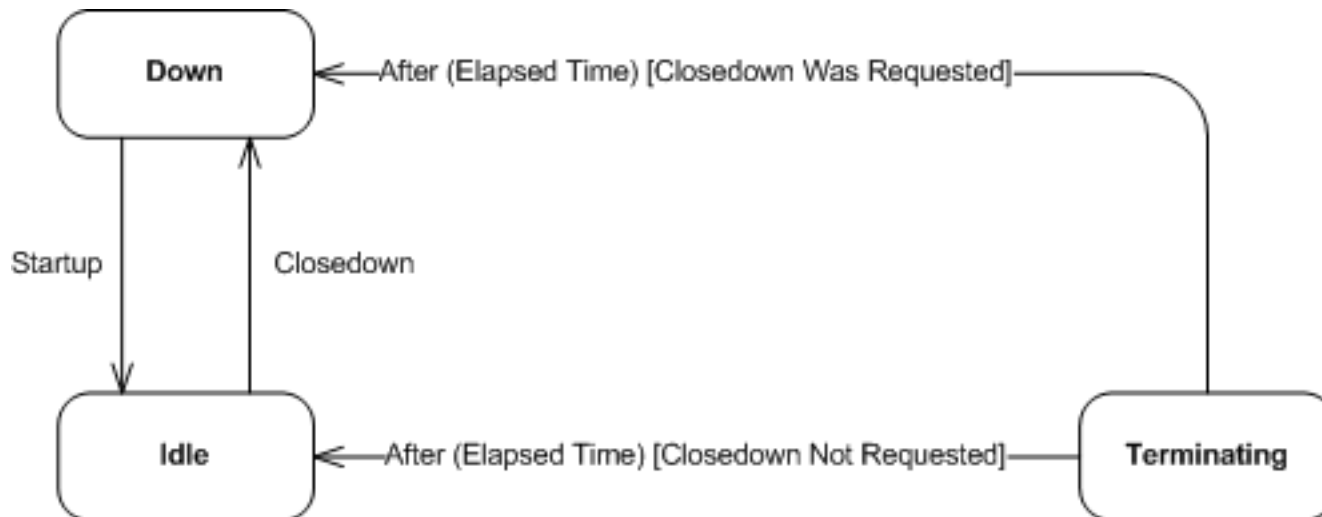 Down
After (Elapsed Time) [Closedown Was Requested]
Startup
Closedown
Idle
After (Elapsed Time) [Closedown Not Requested]
Terminating